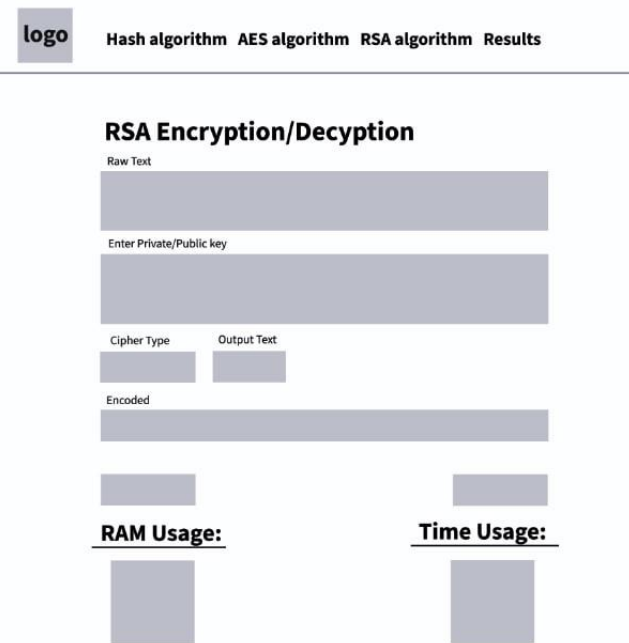 logo
Hash algorithm AES algorithm RSA algorithm Results
RSA Encryption/Decyption
Raw Text
Enter Private/Public key
Cipher Type Output Text
Encoded
RAM Usage: Time Usage: